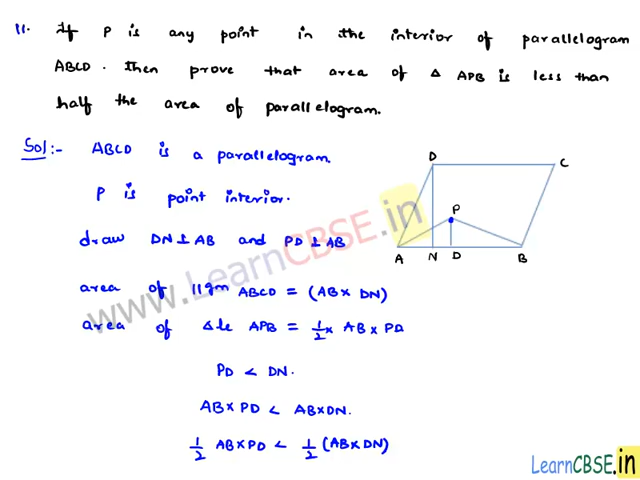 11. If P is any point in the interior of parallelogram
ABCD. then prove that area of Δ APB is less than
half the area of parallelogram.
Sol:- ABCD is a parallelogram.
P is point interior.
draw DN⊥AB and PD⊥AB
area of llgm ABCD = (AB × DN)
area of Δle APB = 1/2 × AB × PD
PD < DN.
AB × PD < AB × DN.
1/2 AB × PD < 1/2 (AB × DN)
D C
P
A N D B
www.LearnCBSE.in
LearnCBSE.in